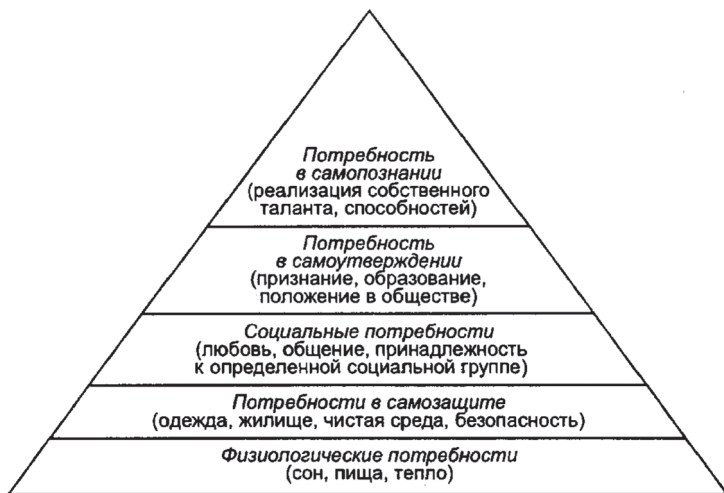 Потребность
в самопознании
(реализация собственного
таланта, способностей)
Потребность
в самоутверждении
(признание, образование,
положение в обществе)
Социальные потребности
(любовь, общение, принадлежность
к определенной социальной группе)
Потребности в самозащите
(одежда, жилище, чистая среда, безопасность)
Физиологические потребности
(сон, пища, тепло)